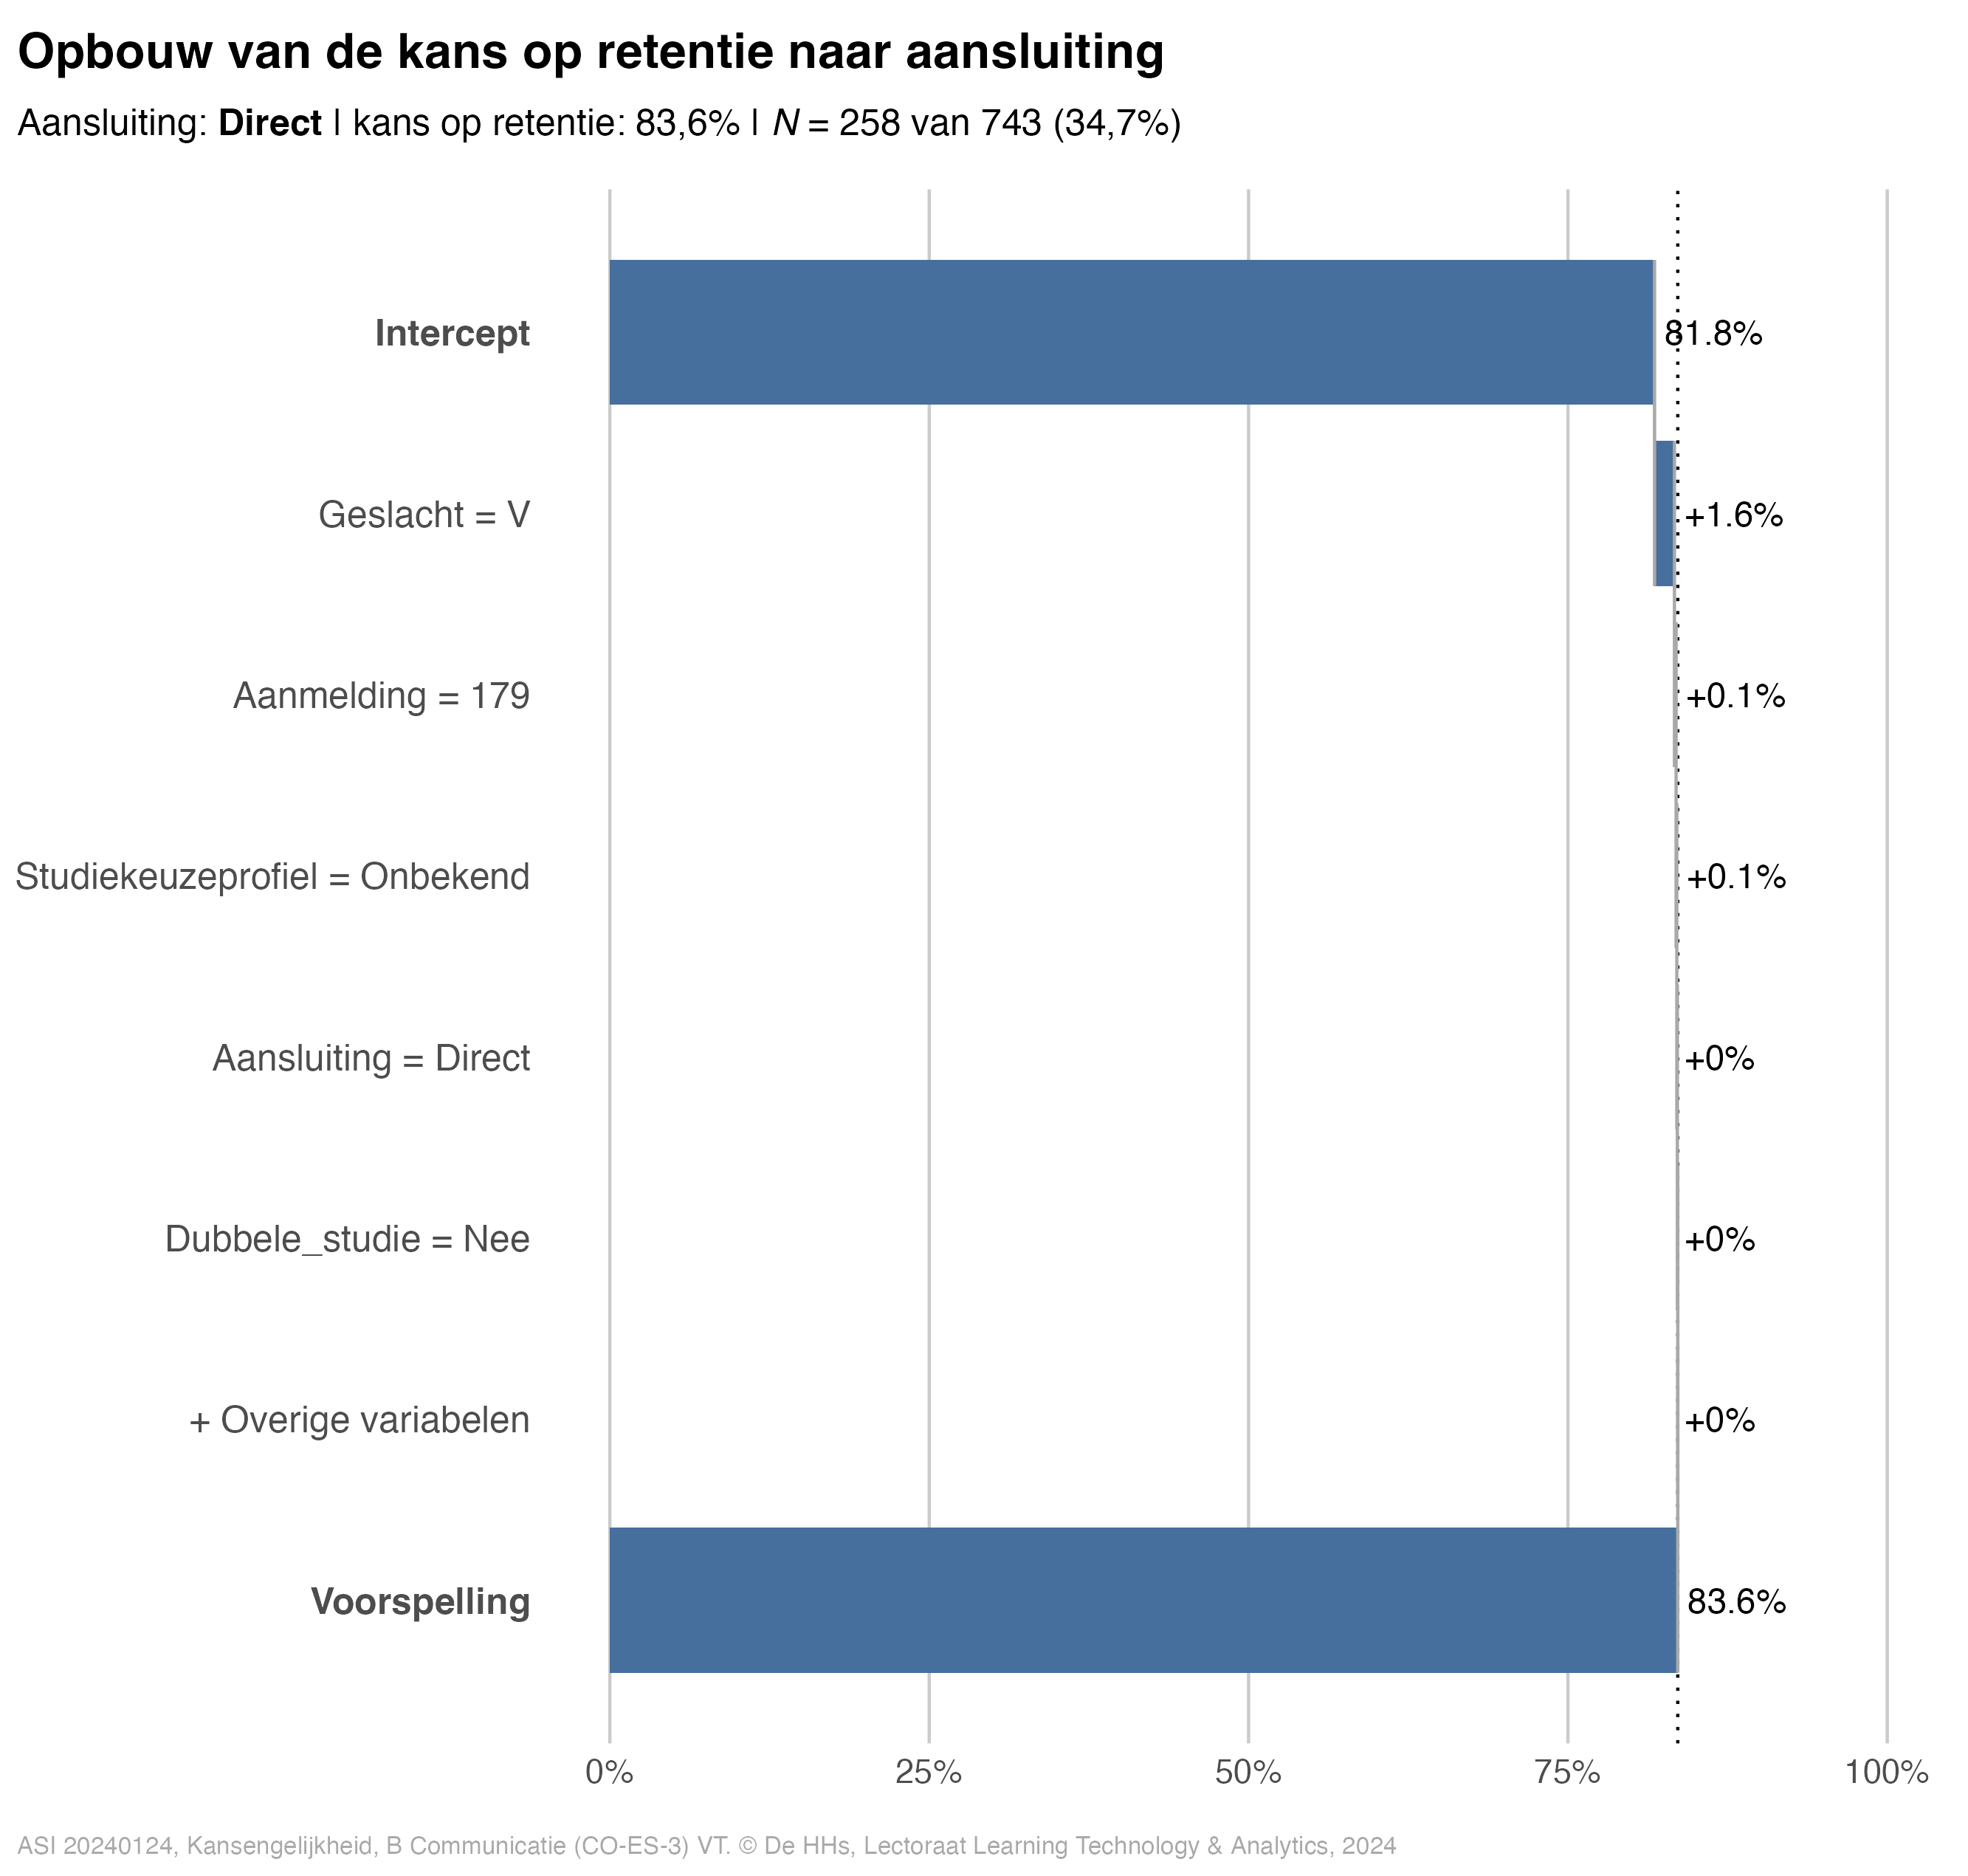 Opbouw van de kans op retentie naar aansluiting
Aansluiting: Direct | kans op retentie: 83,6% | N = 258 van 743 (34,7%)
Intercept 81.8%
Geslacht = V +1.6%
Aanmelding = 179 +0.1%
Studiekeuzeprofiel = Onbekend +0.1%
Aansluiting = Direct +0%
Dubbele_studie = Nee +0%
+ Overige variabelen +0%
Voorspelling 83.6%
0% 25% 50% 75% 100%
ASI 20240124, Kansengelijkheid, B Communicatie (CO-ES-3) VT. © De HHs, Lectoraat Learning Technology & Analytics, 2024